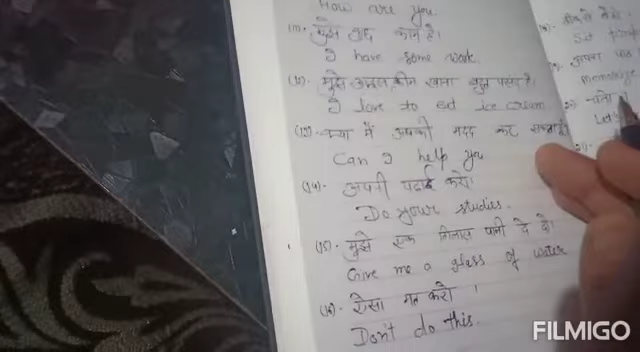 How are you
(11)· मुझे कुछ काम है।
I have some work.
(12)· मुझे आइसक्रीम खाना बहुत पसंद है,
I love to eat ice cream
(13)· क्या मैं आपकी मदद कर सकता हूँ
Can I help you
(14)· अपनी पढाई करो।
Do your studies.
(15)· मुझे एक गिलास पानी दे दो।
Give me a glass of water
(16)· ऐसा मत करो ।
Don't do this.
अपना
Let's
FILMIGO